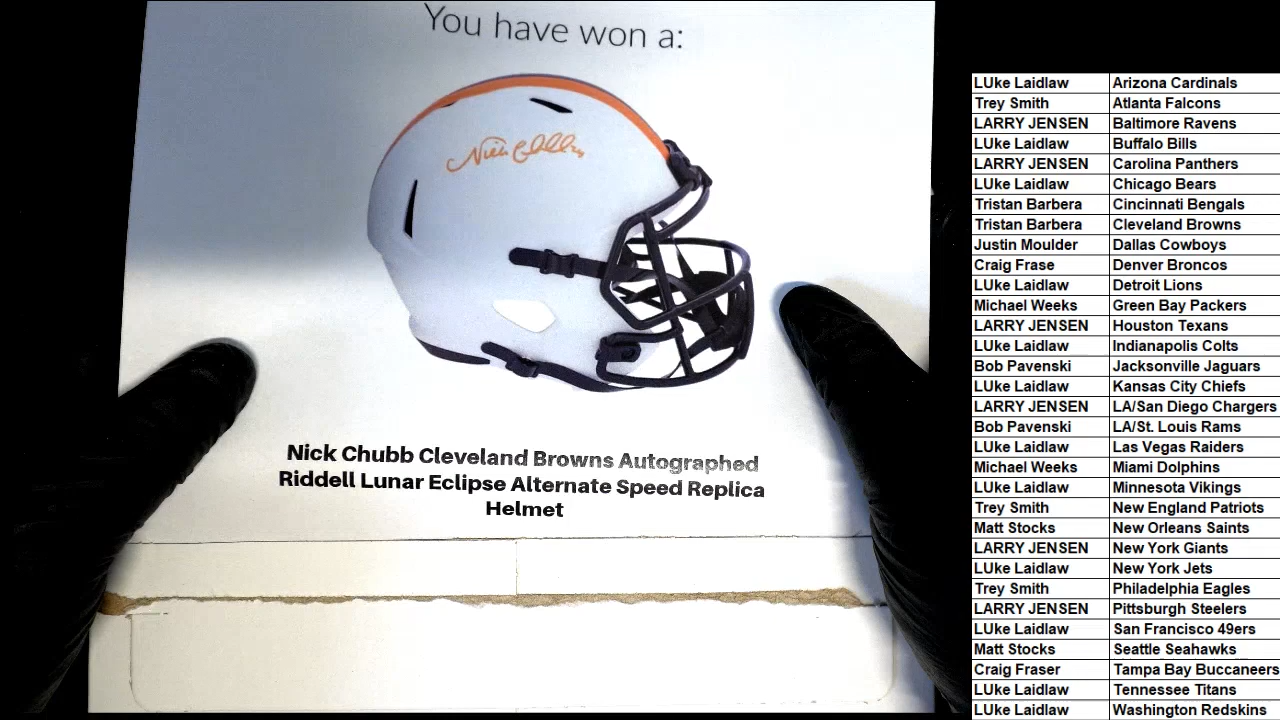 You have won a:
Nick Chubb Cleveland Browns Autographed
Riddell Lunar Eclipse Alternate Speed Replica
Helmet
LUke Laidlaw Arizona Cardinals
Trey Smith Atlanta Falcons
LARRY JENSEN Baltimore Ravens
LUke Laidlaw Buffalo Bills
LARRY JENSEN Carolina Panthers
LUke Laidlaw Chicago Bears
Tristan Barbera Cincinnati Bengals
Tristan Barbera Cleveland Browns
Justin Moulder Dallas Cowboys
Craig Frase Denver Broncos
LUke Laidlaw Detroit Lions
Michael Weeks Green Bay Packers
LARRY JENSEN Houston Texans
LUke Laidlaw Indianapolis Colts
Bob Pavenski Jacksonville Jaguars
LUke Laidlaw Kansas City Chiefs
LARRY JENSEN LA/San Diego Chargers
Bob Pavenski LA/St. Louis Rams
LUke Laidlaw Las Vegas Raiders
Michael Weeks Miami Dolphins
LUke Laidlaw Minnesota Vikings
Trey Smith New England Patriots
Matt Stocks New Orleans Saints
LARRY JENSEN New York Giants
LUke Laidlaw New York Jets
Trey Smith Philadelphia Eagles
LARRY JENSEN Pittsburgh Steelers
LUke Laidlaw San Francisco 49ers
Matt Stocks Seattle Seahawks
Craig Fraser Tampa Bay Buccaneers
LUke Laidlaw Tennessee Titans
LUke Laidlaw Washington Redskins